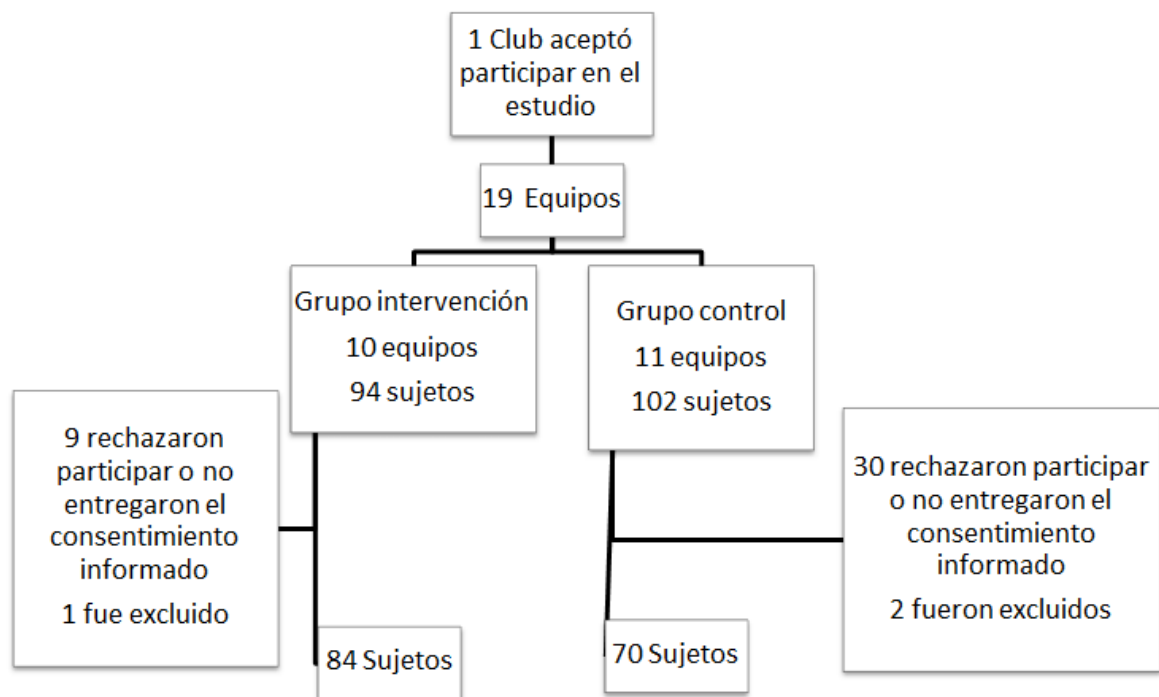 1 Club aceptó
participar en el
estudio
19 Equipos
Grupo intervención
10 equipos
94 sujetos
Grupo control
11 equipos
102 sujetos
9 rechazaron
participar o no
entregaron el
consentimiento
informado
1 fue excluido
30 rechazaron participar
o no entregaron el
consentimiento
informado
2 fueron excluidos
84 Sujetos
70 Sujetos